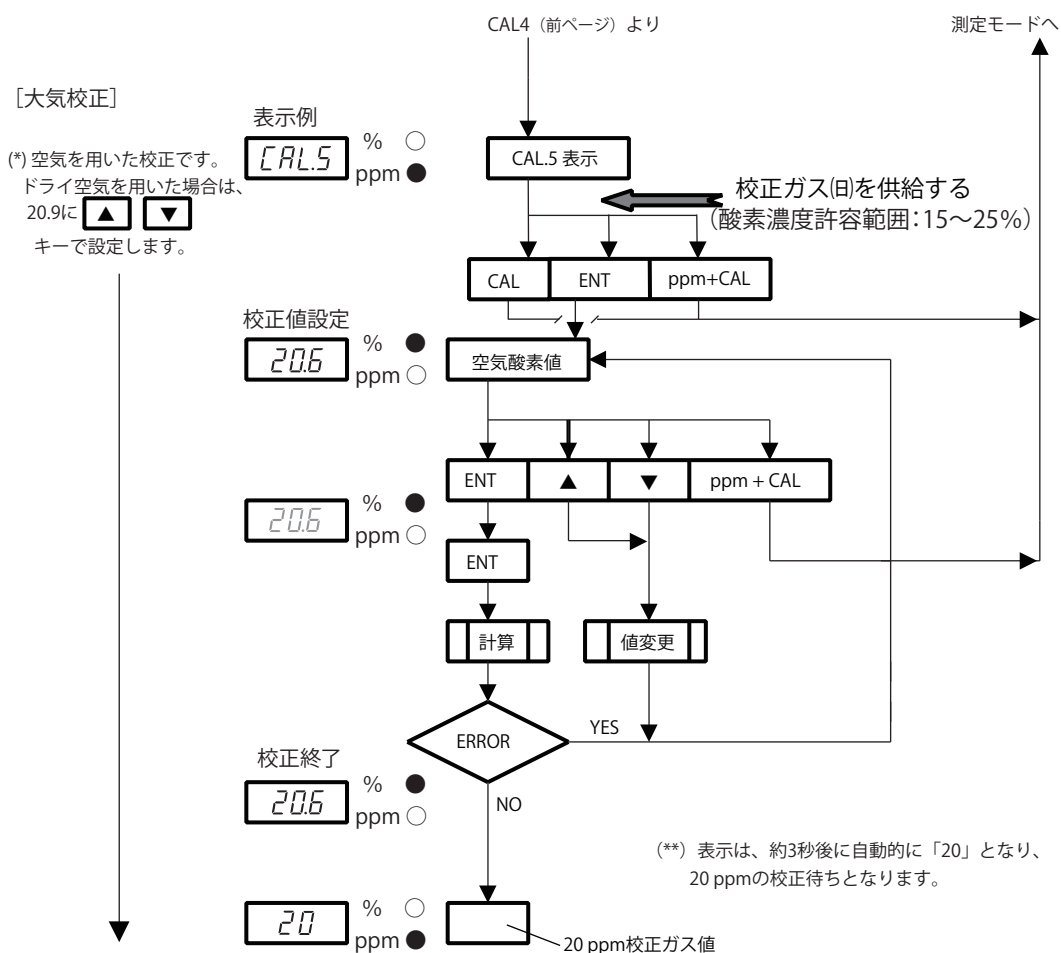 CAL4（前ページ）より
測定モードへ
［大気校正］
表示例
CAL.5
%
ppm
CAL.5 表示
(*) 空気を用いた校正です。
ドライ空気を用いた場合は、
20.9に ▲ ▼
キーで設定します。
校正ガス㈰を供給する
（酸素濃度許容範囲：15～25%）
CAL
ENT
ppm+CAL
校正値設定
20.6
%
ppm
空気酸素値
ENT
▲
▼
ppm + CAL
20.6
%
ppm
ENT
計算
値変更
ERROR
YES
校正終了
20.6
%
ppm
NO
（**）表示は、約3秒後に自動的に「20」となり、
20 ppmの校正待ちとなります。
20
%
ppm
20 ppm校正ガス値